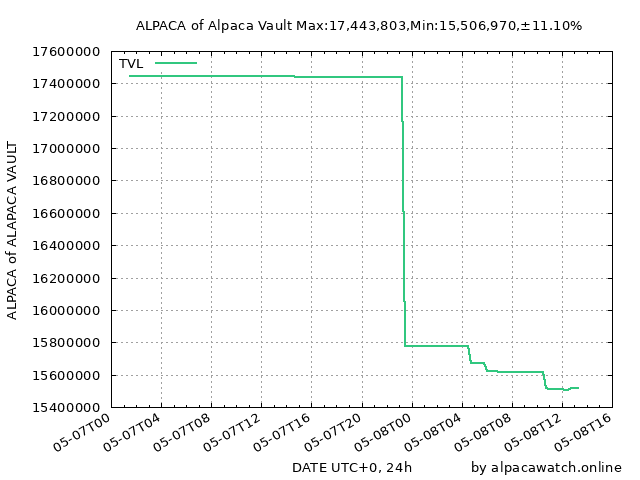 ALPACA of Alpaca Vault Max:17,443,803,Min:15,506,970,±11.10%
TVL
17600000
17400000
17200000
17000000
16800000
16600000
16400000
16200000
16000000
15800000
15600000
15400000
ALPACA of ALAPACA VAULT
05-07T00
05-07T04
05-07T08
05-07T12
05-07T16
05-07T20
05-08T00
05-08T04
05-08T08
05-08T12
05-08T16
DATE UTC+0, 24h
by alpacawatch.online